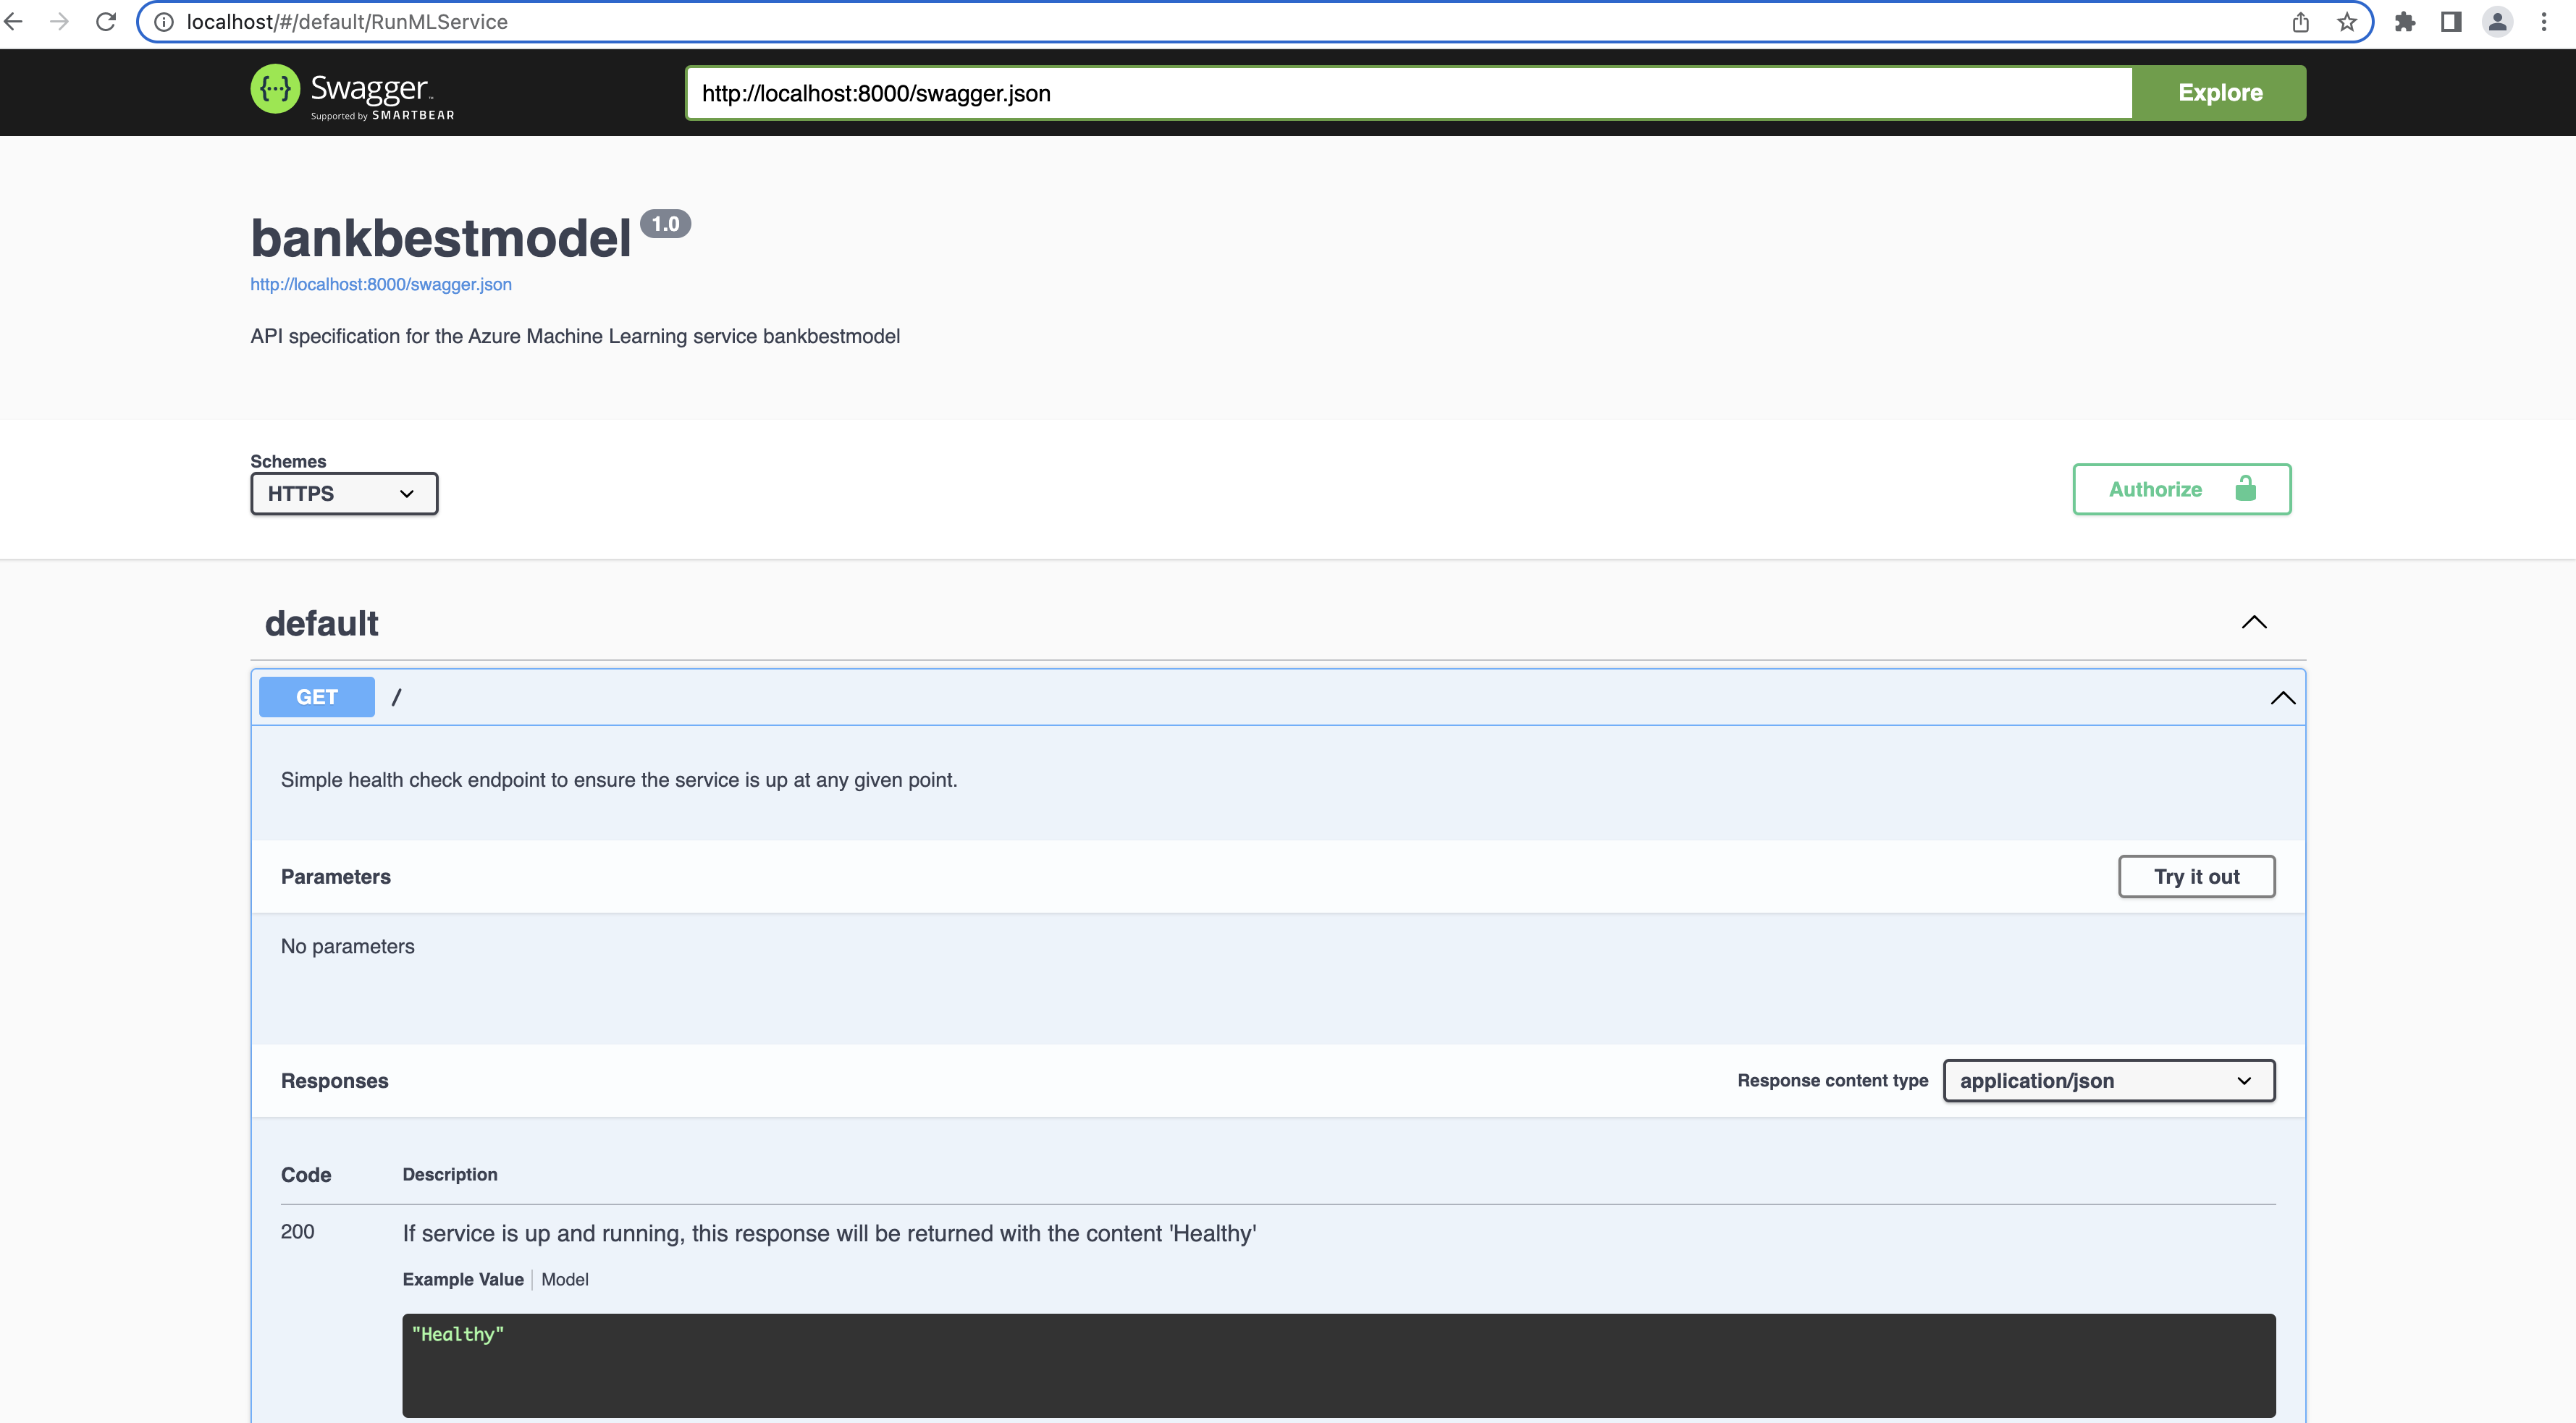 localhost/#/default/RunMLService
{···} Swagger™
Supported by SMARTBEAR
http://localhost:8000/swagger.json
Explore
bankbestmodel 1.0
http://localhost:8000/swagger.json
API specification for the Azure Machine Learning service bankbestmodel
Schemes
HTTPS
Authorize
default
GET /
Simple health check endpoint to ensure the service is up at any given point.
Parameters
Try it out
No parameters
Responses
Response content type
application/json
Code Description
200 If service is up and running, this response will be returned with the content 'Healthy'
Example Value Model
"Healthy"